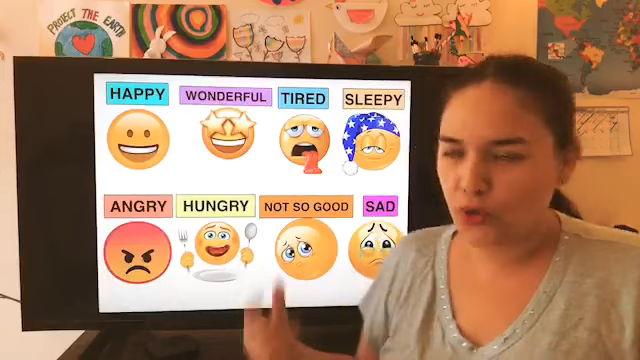 PROTECT THE EARTH
HAPPY WONDERFUL TIRED SLEEPY
ANGRY HUNGRY NOT SO GOOD SAD